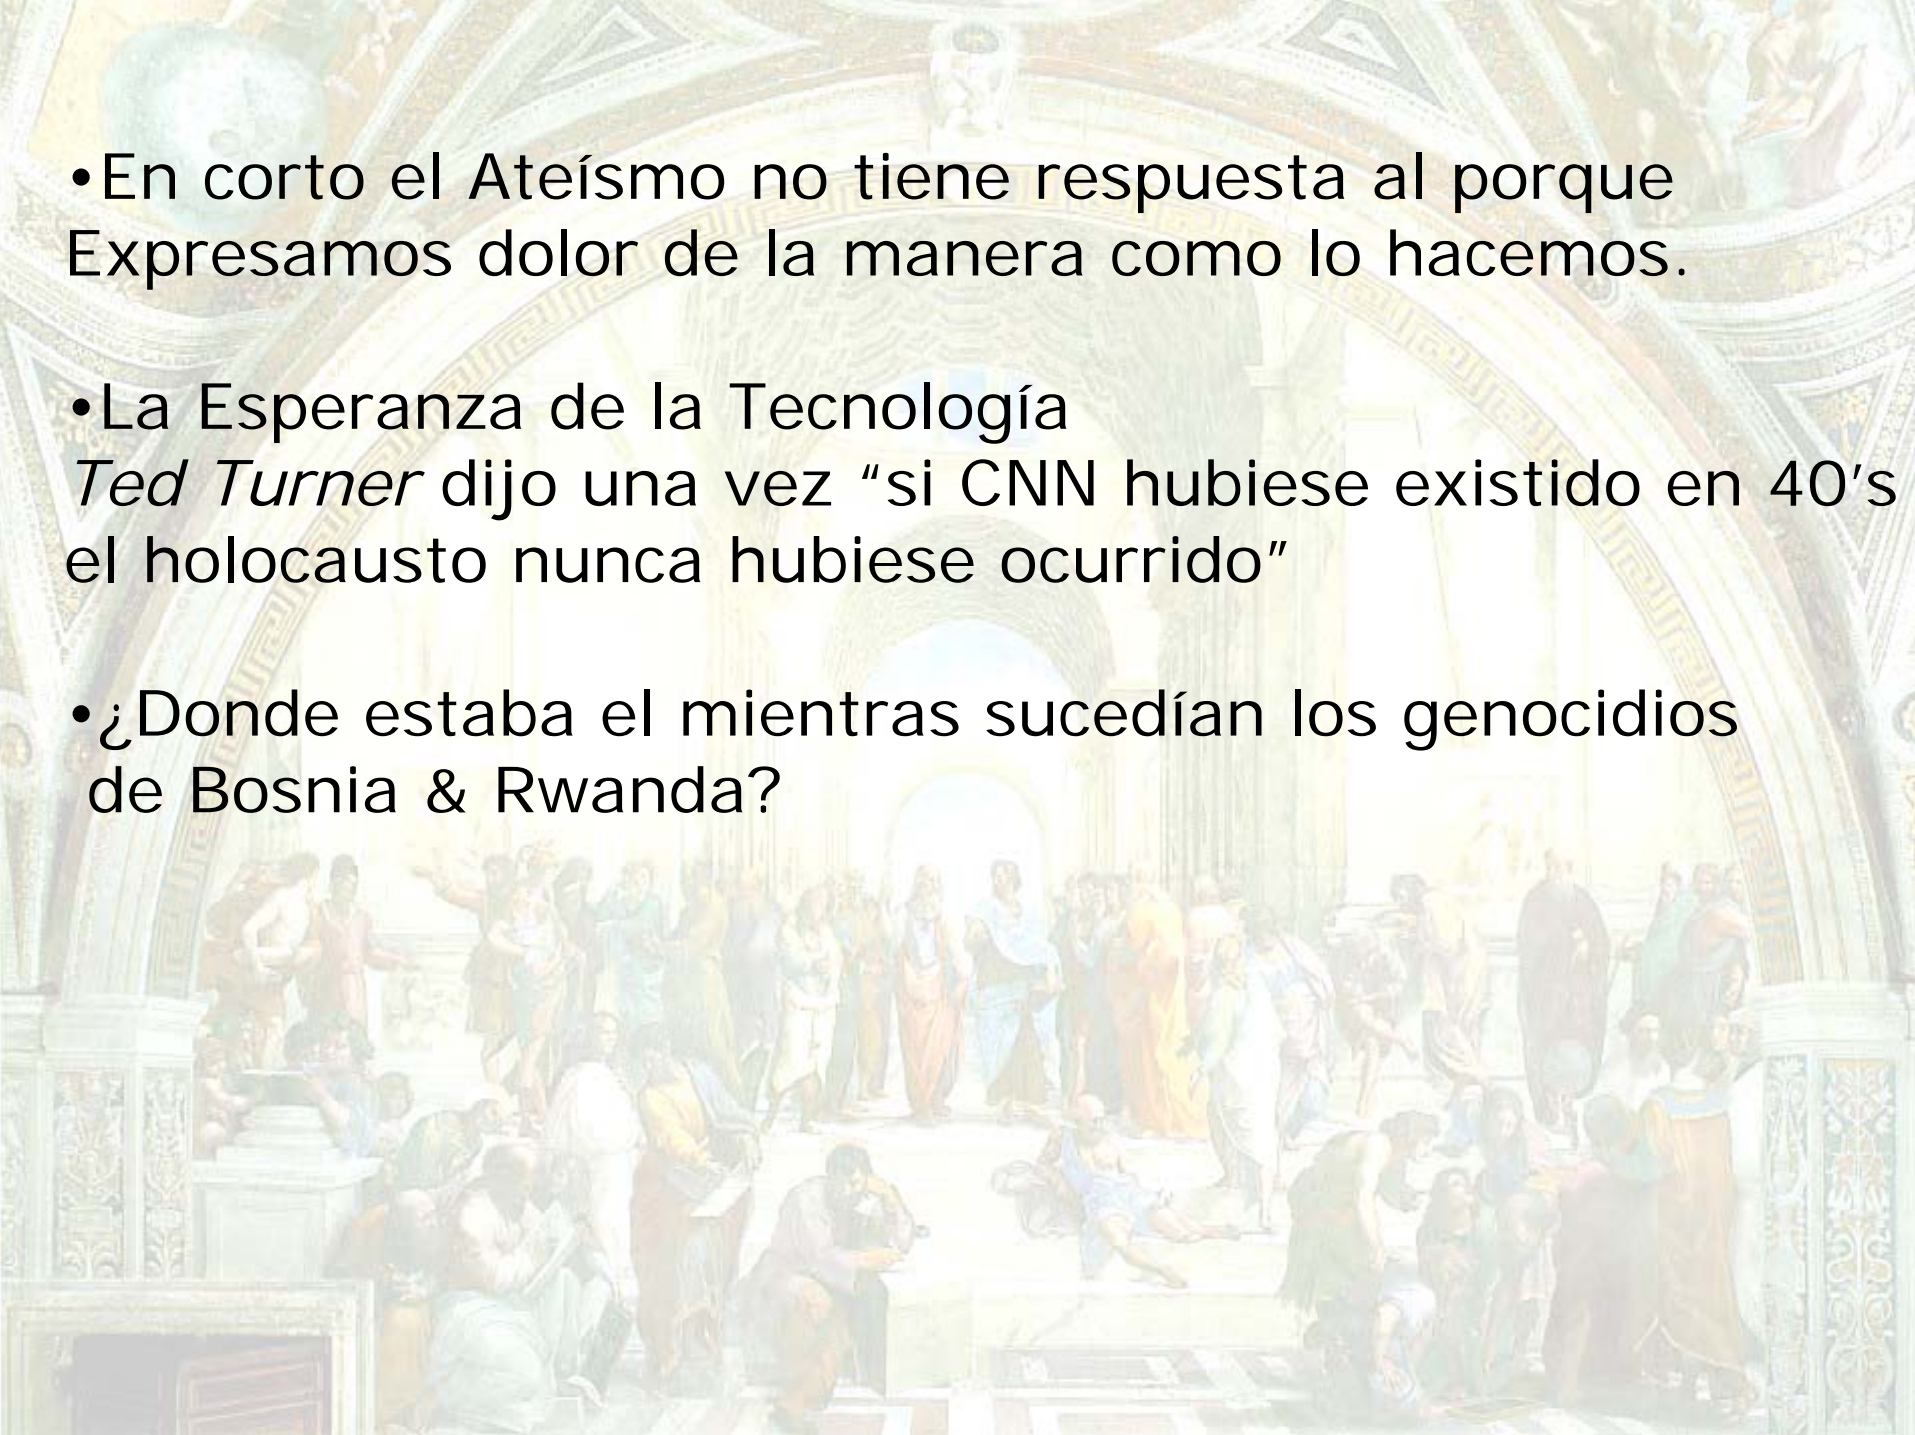 •En corto el Ateísmo no tiene respuesta al porque
Expresamos dolor de la manera como lo hacemos.
•La Esperanza de la Tecnología
Ted Turner dijo una vez “si CNN hubiese existido en 40’s
el holocausto nunca hubiese ocurrido”
•¿Donde estaba el mientras sucedían los genocidios
de Bosnia & Rwanda?